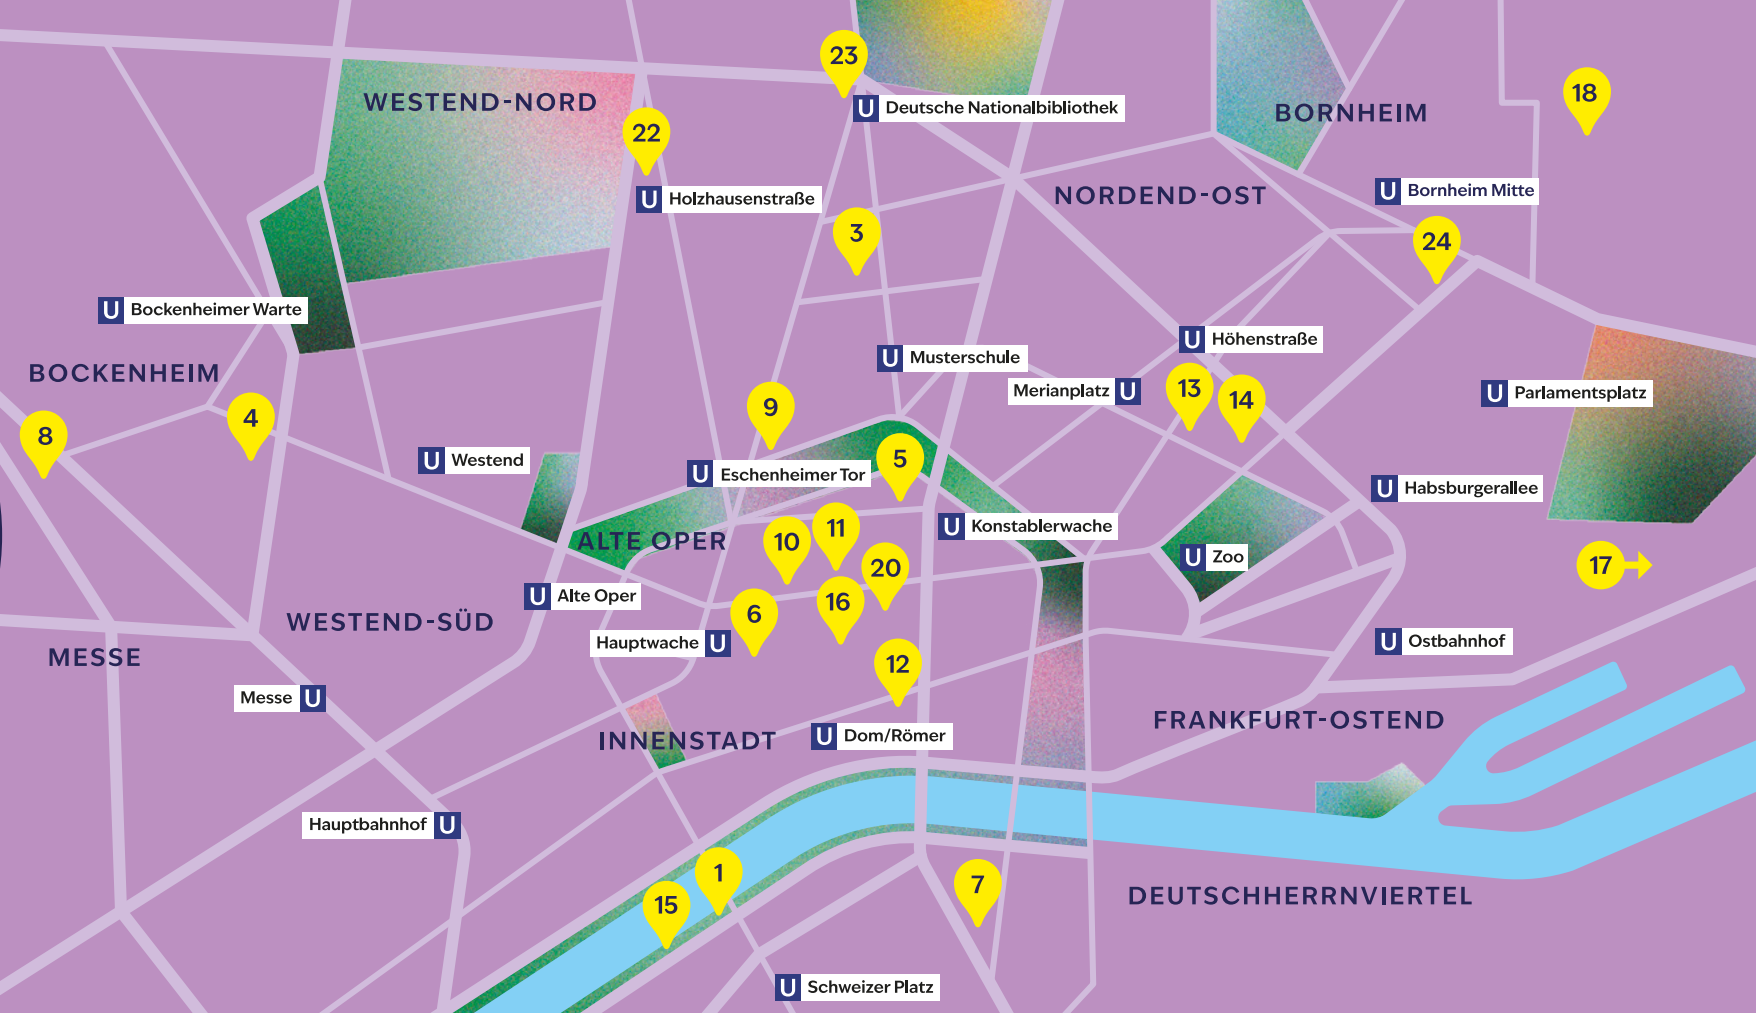 23
18
WESTEND-NORD
U Deutsche Nationalbibliothek
BORNHEIM
22
U Holzhausenstraße
NORDEND-OST
U Bornheim Mitte
3
24
U Bockenheimer Warte
U Höhenstraße
U Musterschule
BOCKENHEIM
Merianplatz U
13
14
U Parlamentsplatz
9
4
8
U Westend
U Eschenheimer Tor
5
U Habsburgerallee
ALTE OPER
10
11
U Konstablerwache
U Zoo
20
17
U Alte Oper
16
6
WESTEND-SÜD
Hauptwache U
U Ostbahnhof
MESSE
12
Messe U
INNENSTADT
U Dom/Römer
FRANKFURT-OSTEND
Hauptbahnhof U
1
15
7
DEUTSCHHERRNVIERTEL
U Schweizer Platz